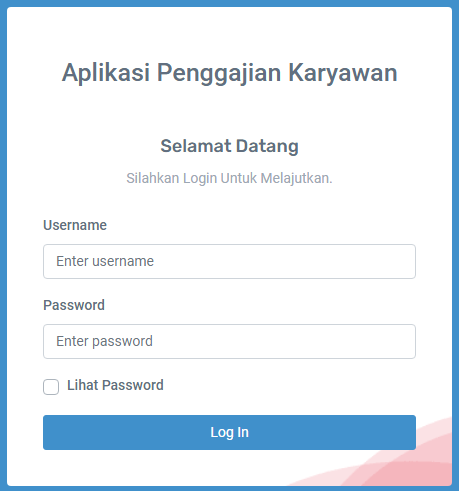 Aplikasi Penggajian Karyawan
Selamat Datang
Silahkan Login Untuk Melajutkan.
Username
Enter username
Password
Enter password
Lihat Password
Log In